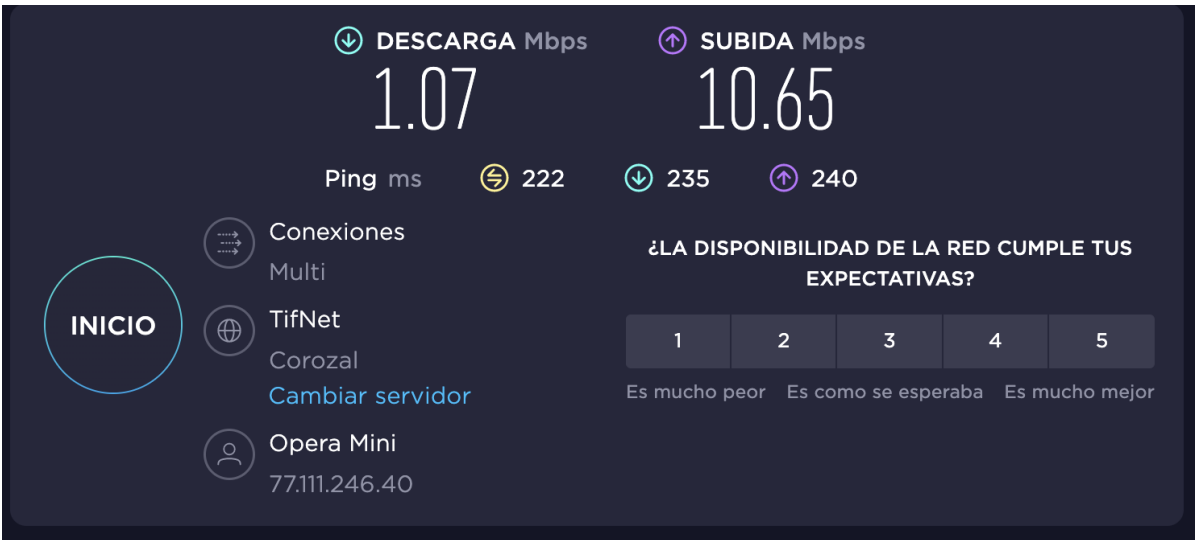 DESCARGA Mbps
1.07
SUBIDA Mbps
10.65
Ping ms 222 235 240
Conexiones
Multi
TifNet
Corozal
Cambiar servidor
Opera Mini
77.111.246.40
INICIO
¿LA DISPONIBILIDAD DE LA RED CUMPLE TUS
EXPECTATIVAS?
1 2 3 4 5
Es mucho peor Es como se esperaba Es mucho mejor